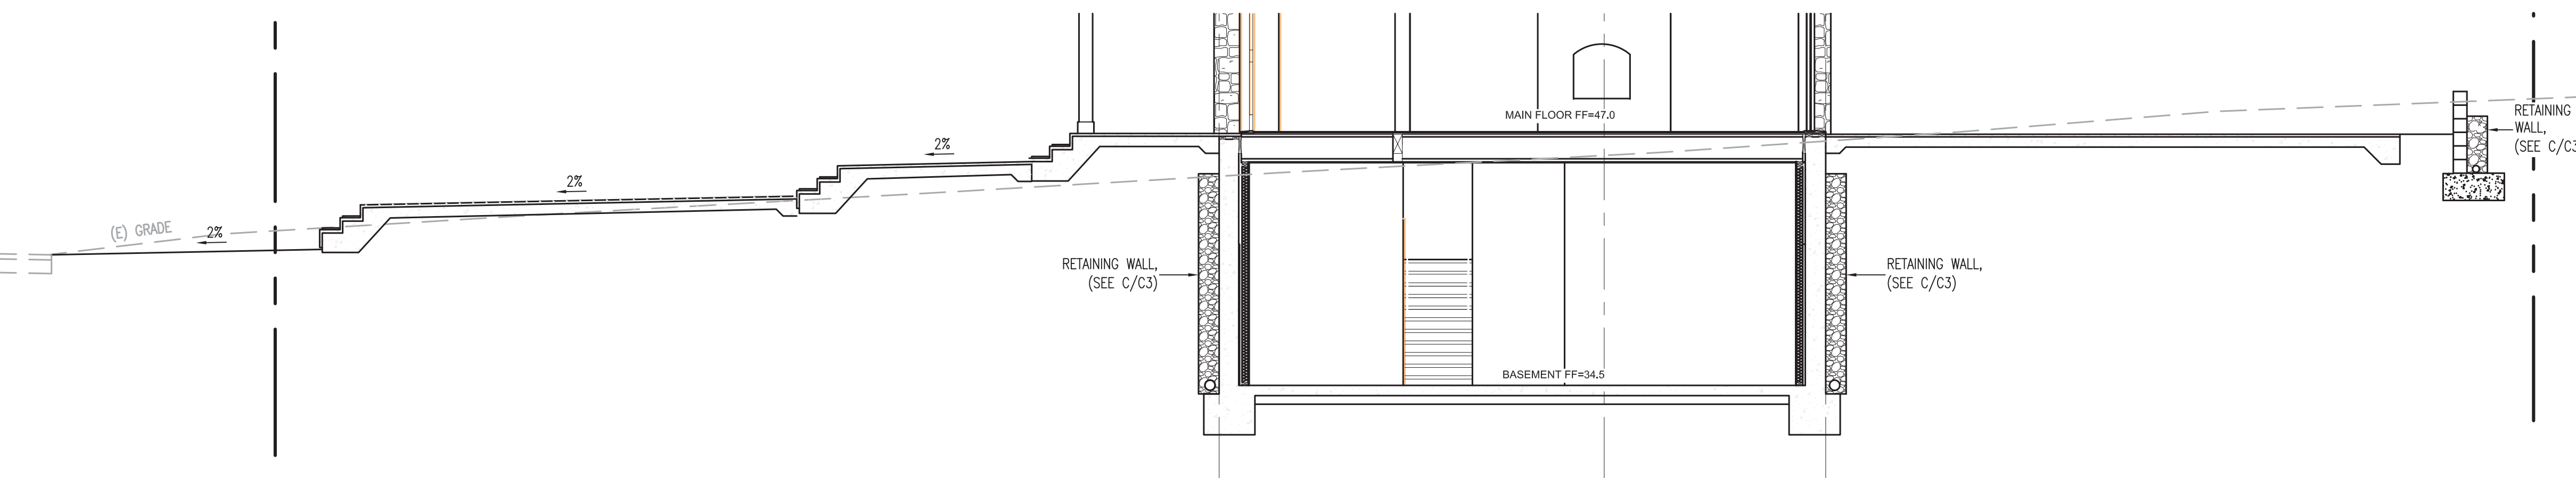 MAIN FLOOR FF=47.0
RETAINING
WALL,
(SEE C/C3
2%
2%
(E) GRADE
2%
RETAINING WALL,
(SEE C/C3)
RETAINING WALL,
(SEE C/C3)
BASEMENT FF=34.5